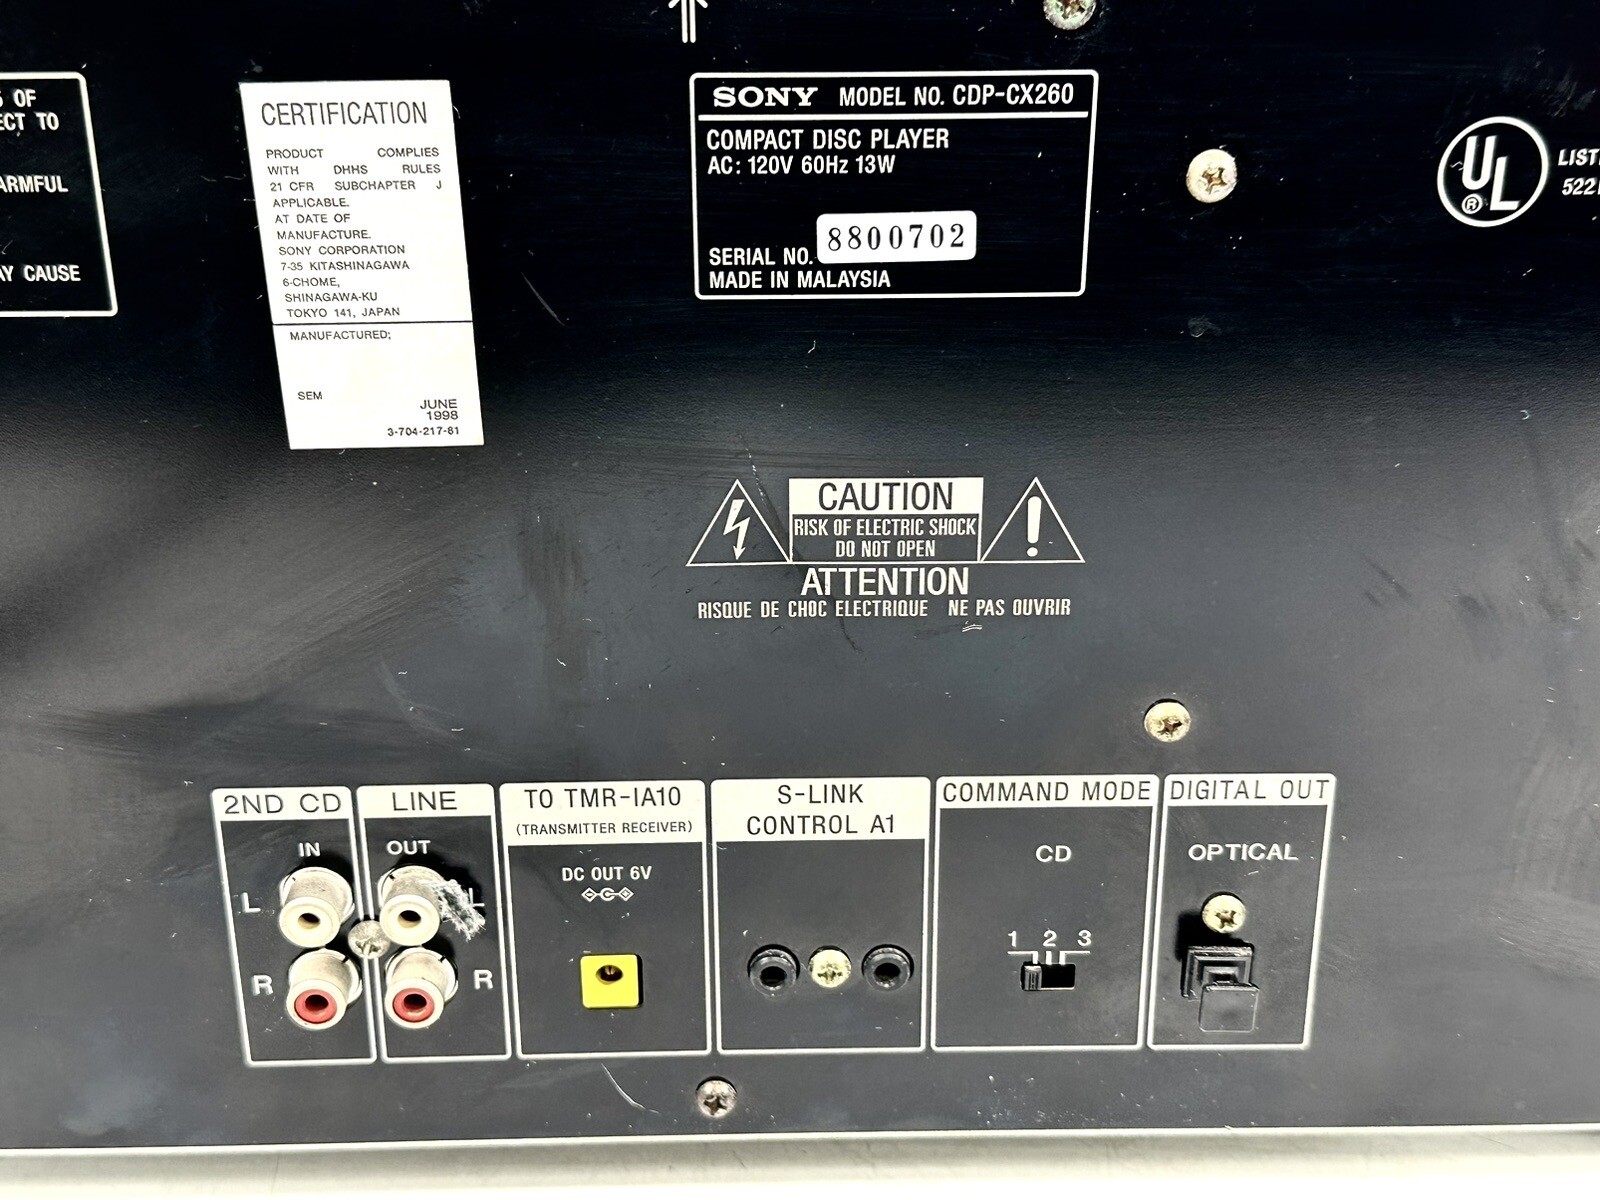 OF
ECT TO
ARMFUL
AY CAUSE
CERTIFICATION
PRODUCT COMPLIES
WITH DHHS RULES
21 CFR SUBCHAPTER J
APPLICABLE.
AT DATE OF
MANUFACTURE.
SONY CORPORATION
7-35 KITASHINAGAWA
6-CHOME,
SHINAGAWA-KU
TOKYO 141, JAPAN
MANUFACTURED;
SEM
JUNE
1998
3-704-217-81
SONY MODEL NO. CDP-CX260
COMPACT DISC PLAYER
AC: 120V 60Hz 13W
SERIAL NO. 8800702
MADE IN MALAYSIA
UL
®
LIST
522
CAUTION
RISK OF ELECTRIC SHOCK
DO NOT OPEN
ATTENTION
RISQUE DE CHOC ELECTRIQUE NE PAS OUVRIR
2ND CD
IN
L
R
LINE
OUT
L
R
TO TMR-IA10
(TRANSMITTER RECEIVER)
DC OUT 6V
S-LINK
CONTROL A1
COMMAND MODE
CD
1 2 3
DIGITAL OUT
OPTICAL